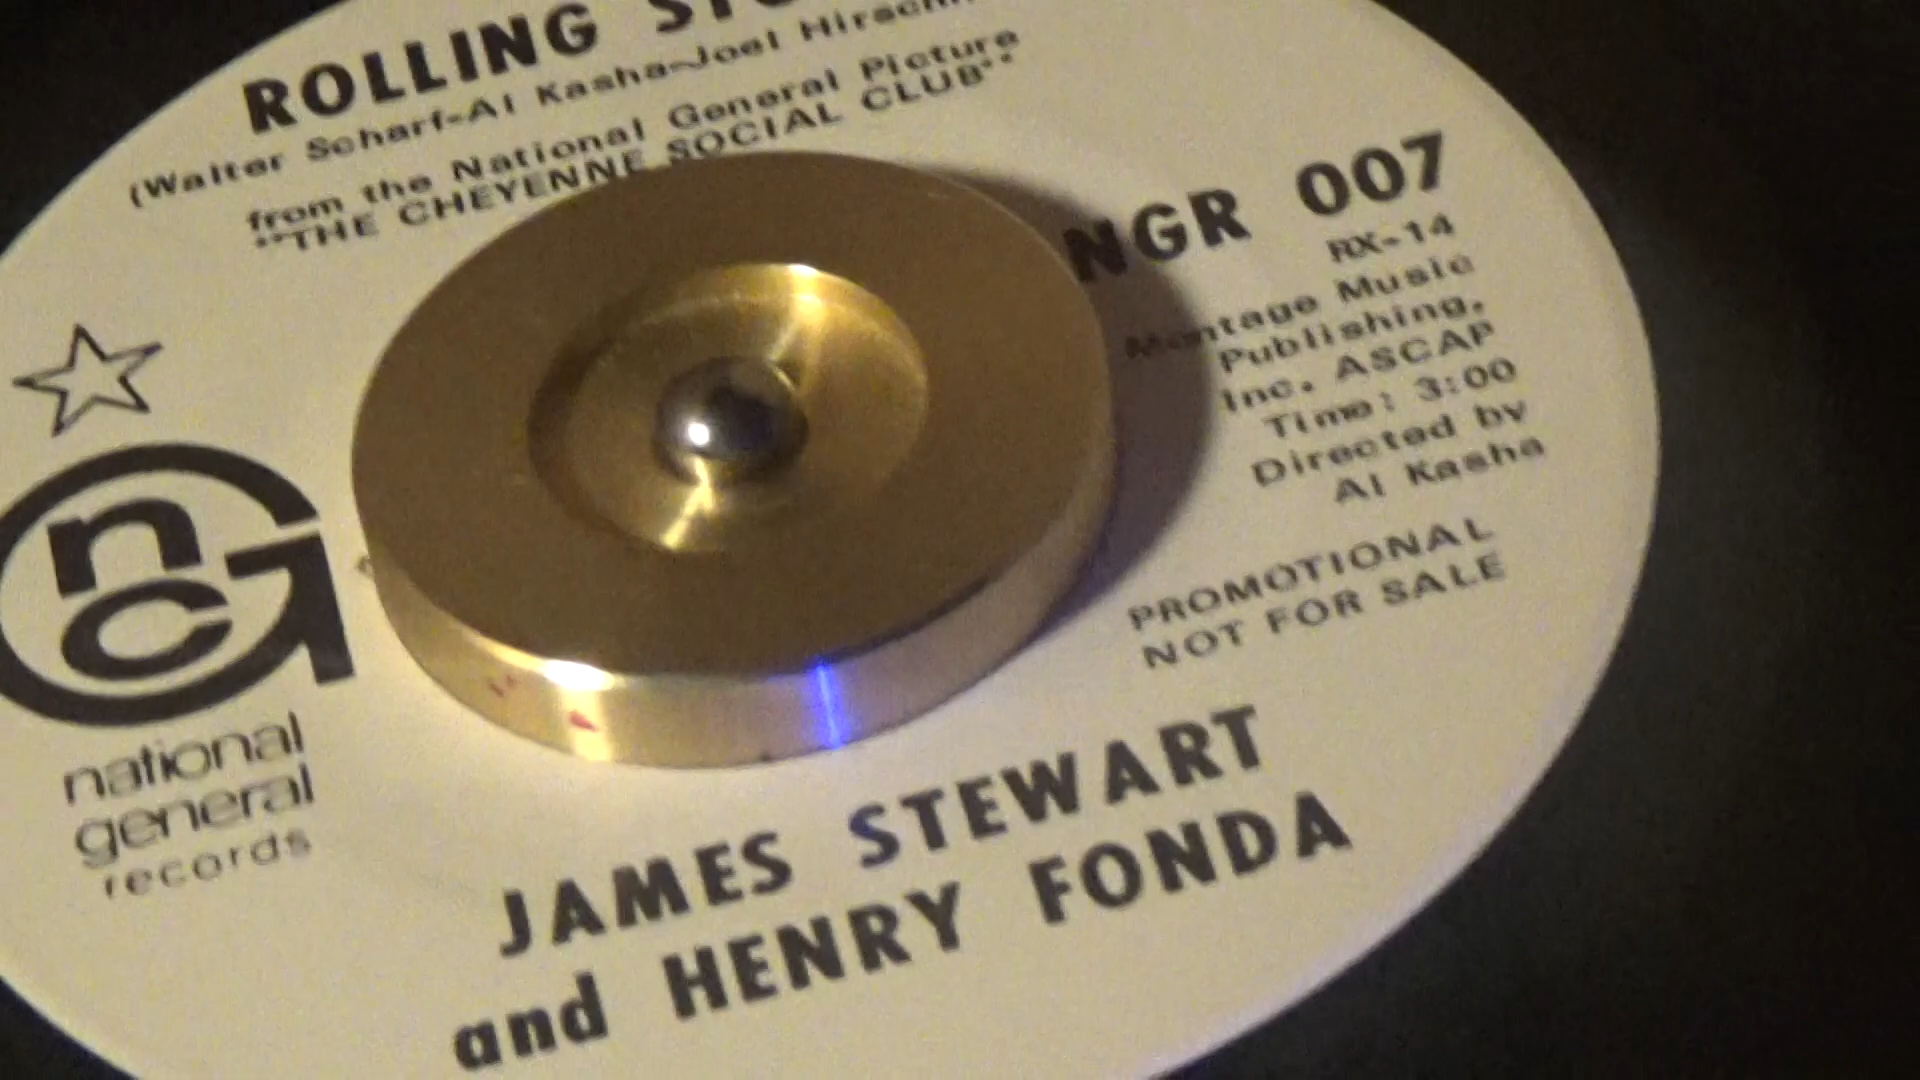 ROLLING
(Walter Scharf-Al Kasha-Joel
from the National General Picture
"THE CHEYENNE SOCIAL CLUB"
NGR 007
RX-14
Montage Music
Publishing,
Inc. ASCAP
Time: 3:00
Directed by
Al Kasha
PROMOTIONAL
NOT FOR SALE
nGc
national
general
records
JAMES STEWART
and HENRY FONDA